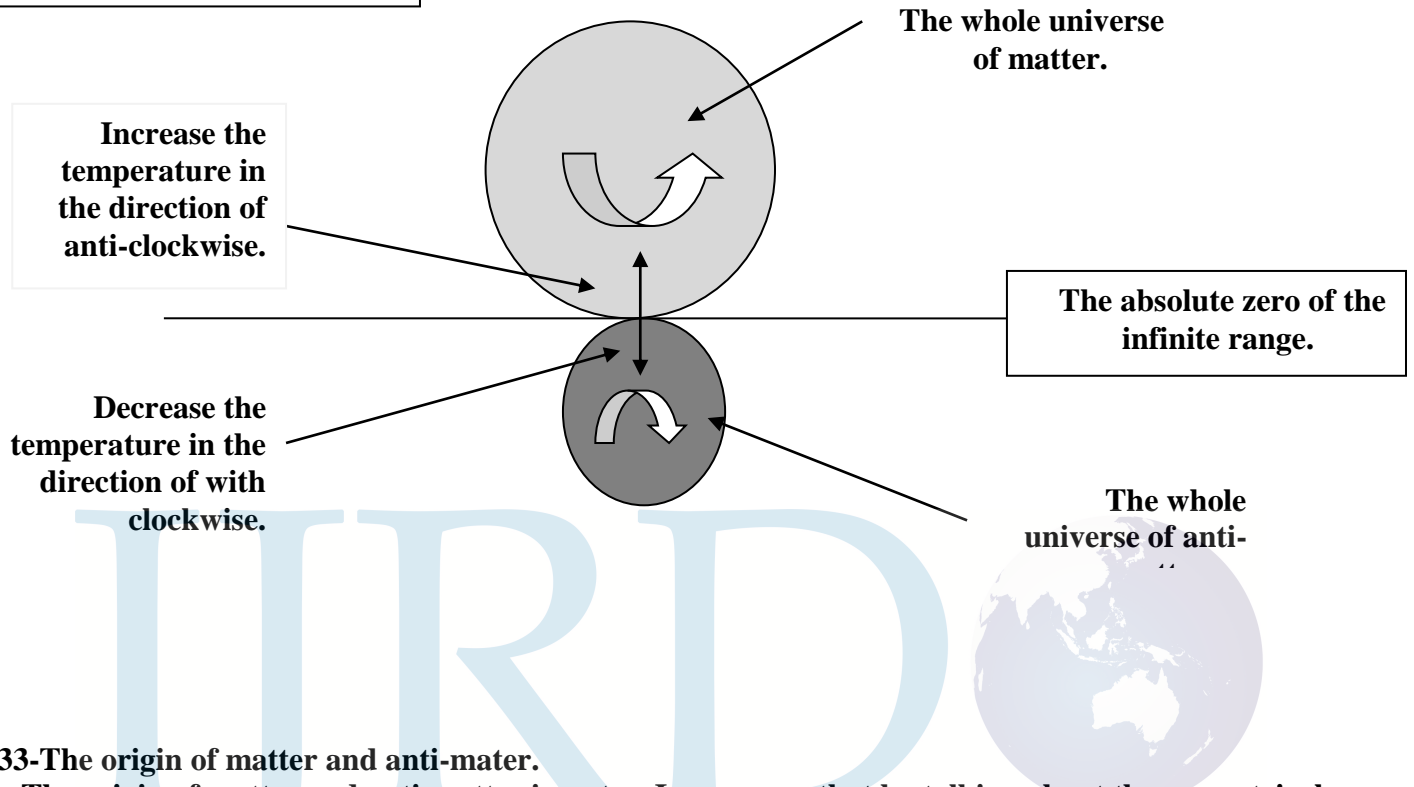 The whole universe
of matter.
Increase the
temperature in
the direction of
anti-clockwise.
The absolute zero of the
infinite range.
Decrease the
temperature in the
direction of with
clockwise.
The whole
universe of anti-
IIRD
33-The origin of matter and anti-mater.